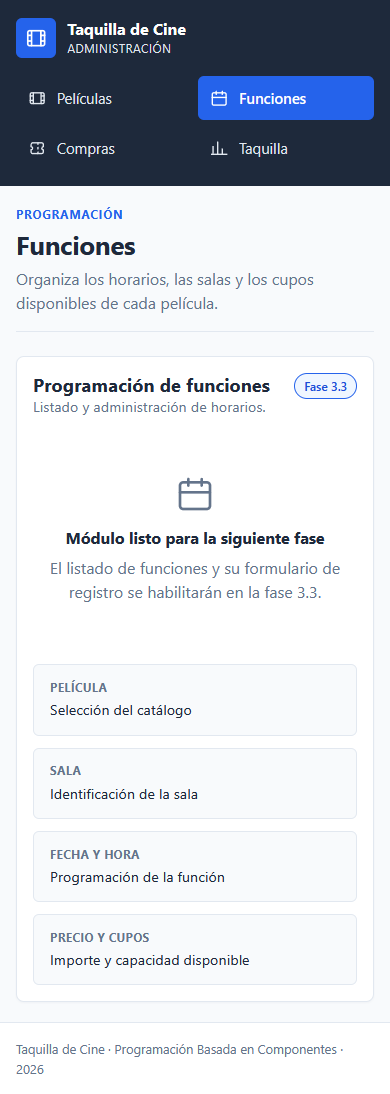 Taquilla de Cine
ADMINISTRACIÓN
Películas
Funciones
Compras
Taquilla
PROGRAMACIÓN
Funciones
Organiza los horarios, las salas y los cupos
disponibles de cada película.
Programación de funciones
Fase 3.3
Listado y administración de horarios.
Módulo listo para la siguiente fase
El listado de funciones y su formulario de
registro se habilitarán en la fase 3.3.
PELÍCULA
Selección del catálogo
SALA
Identificación de la sala
FECHA Y HORA
Programación de la función
PRECIO Y CUPOS
Importe y capacidad disponible
Taquilla de Cine · Programación Basada en Componentes ·
2026